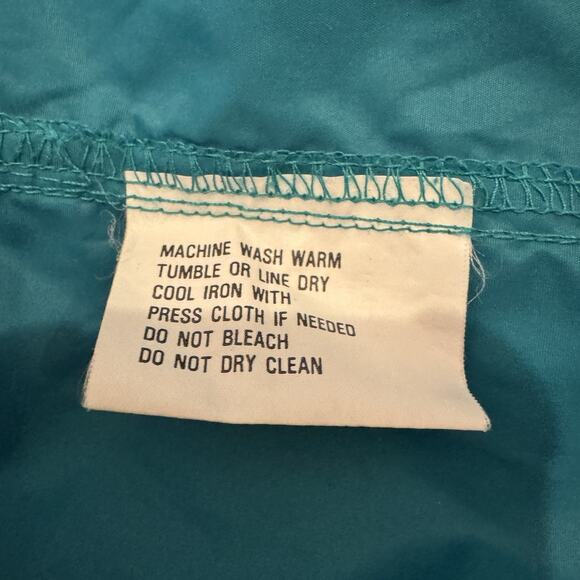 MACHINE WASH WARM
TUMBLE OR LINE DRY
COOL IRON WITH
PRESS CLOTH IF NEEDED
DO NOT BLEACH
DO NOT DRY CLEAN